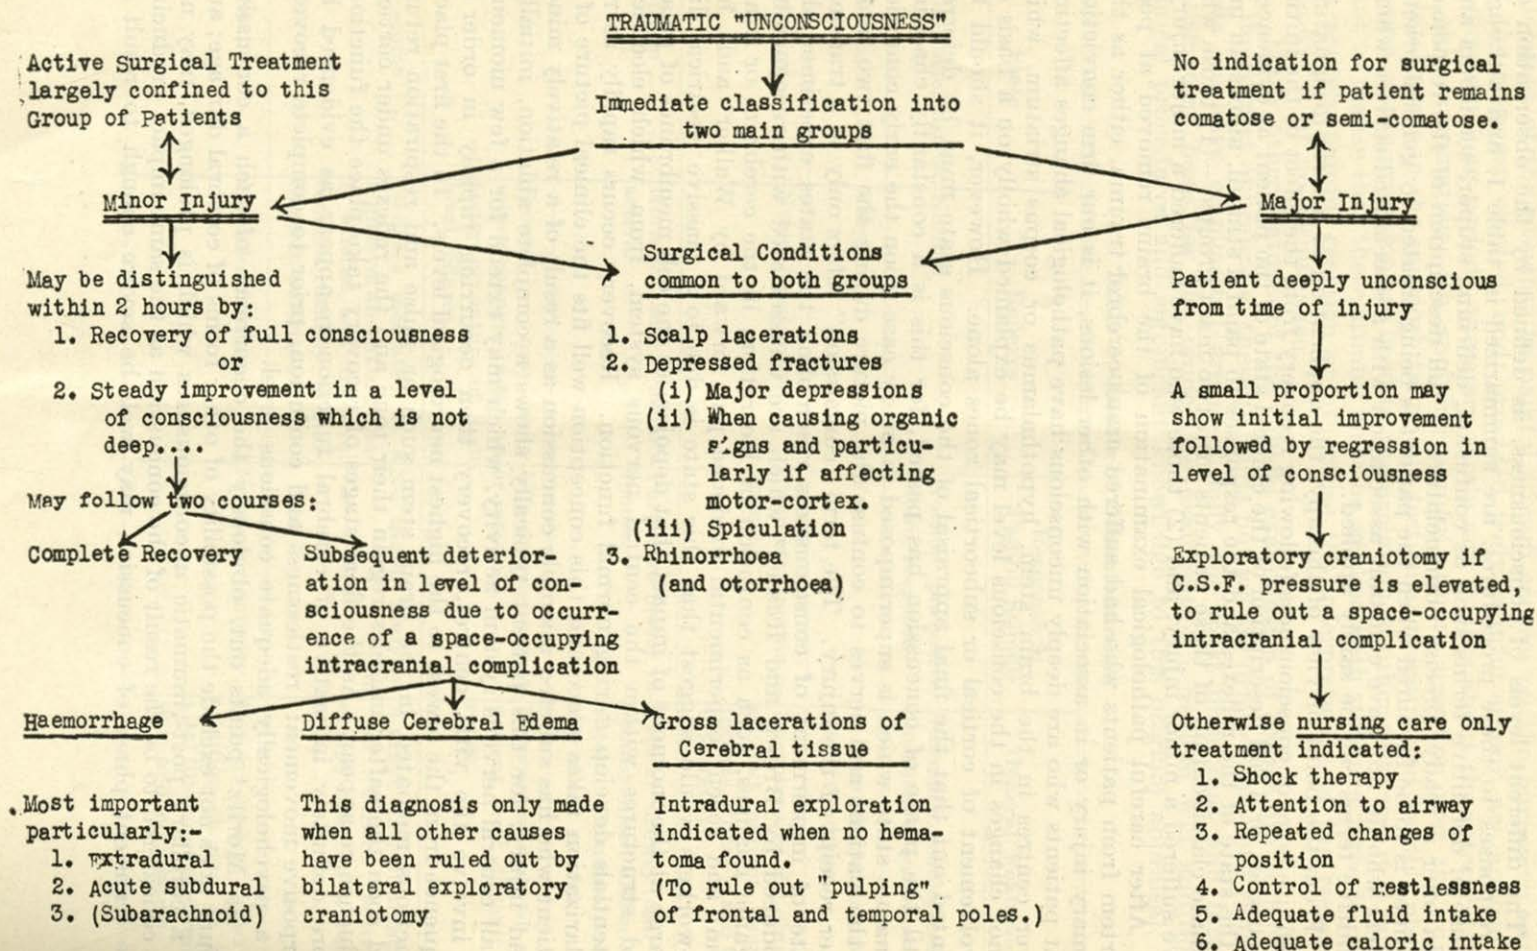 TRAUMATIC "UNCONSCIOUSNESS"
Immediate classification into
two main groups
Active Surgical Treatment
largely confined to this
Group of Patients
Minor Injury
May be distinguished
within 2 hours by:
1. Recovery of full consciousness
or
2. Steady improvement in a level
of consciousness which is not
deep....
May follow two courses:
Complete Recovery
Subsequent deterior-
ation in level of con-
sciousness due to occurr-
ence of a space-occupying
intracranial complication
Haemorrhage
Most important
particularly:-
1. Extradural
2. Acute subdural
3. (Subarachnoid)
Diffuse Cerebral Edema
This diagnosis only made
when all other causes
have been ruled out by
bilateral exploratory
craniotomy
Gross lacerations of
Cerebral tissue
Intradural exploration
indicated when no hema-
toma found.
(To rule out "pulping"
of frontal and temporal poles.)
Surgical Conditions
common to both groups
1. Scalp lacerations
2. Depressed fractures
(i) Major depressions
(ii) When causing organic
signs and particu-
larly if affecting
motor-cortex.
(iii) Spiculation
3. Rhinorrhoea
(and otorrhoea)
No indication for surgical
treatment if patient remains
comatose or semi-comatose.
Major Injury
Patient deeply unconscious
from time of injury
A small proportion may
show initial improvement
followed by regression in
level of consciousness
Exploratory craniotomy if
C.S.F. pressure is elevated,
to rule out a space-occupying
intracranial complication
Otherwise nursing care only
treatment indicated:
1. Shock therapy
2. Attention to airway
3. Repeated changes of
position
4. Control of restlessness
5. Adequate fluid intake
6. Adequate caloric intake